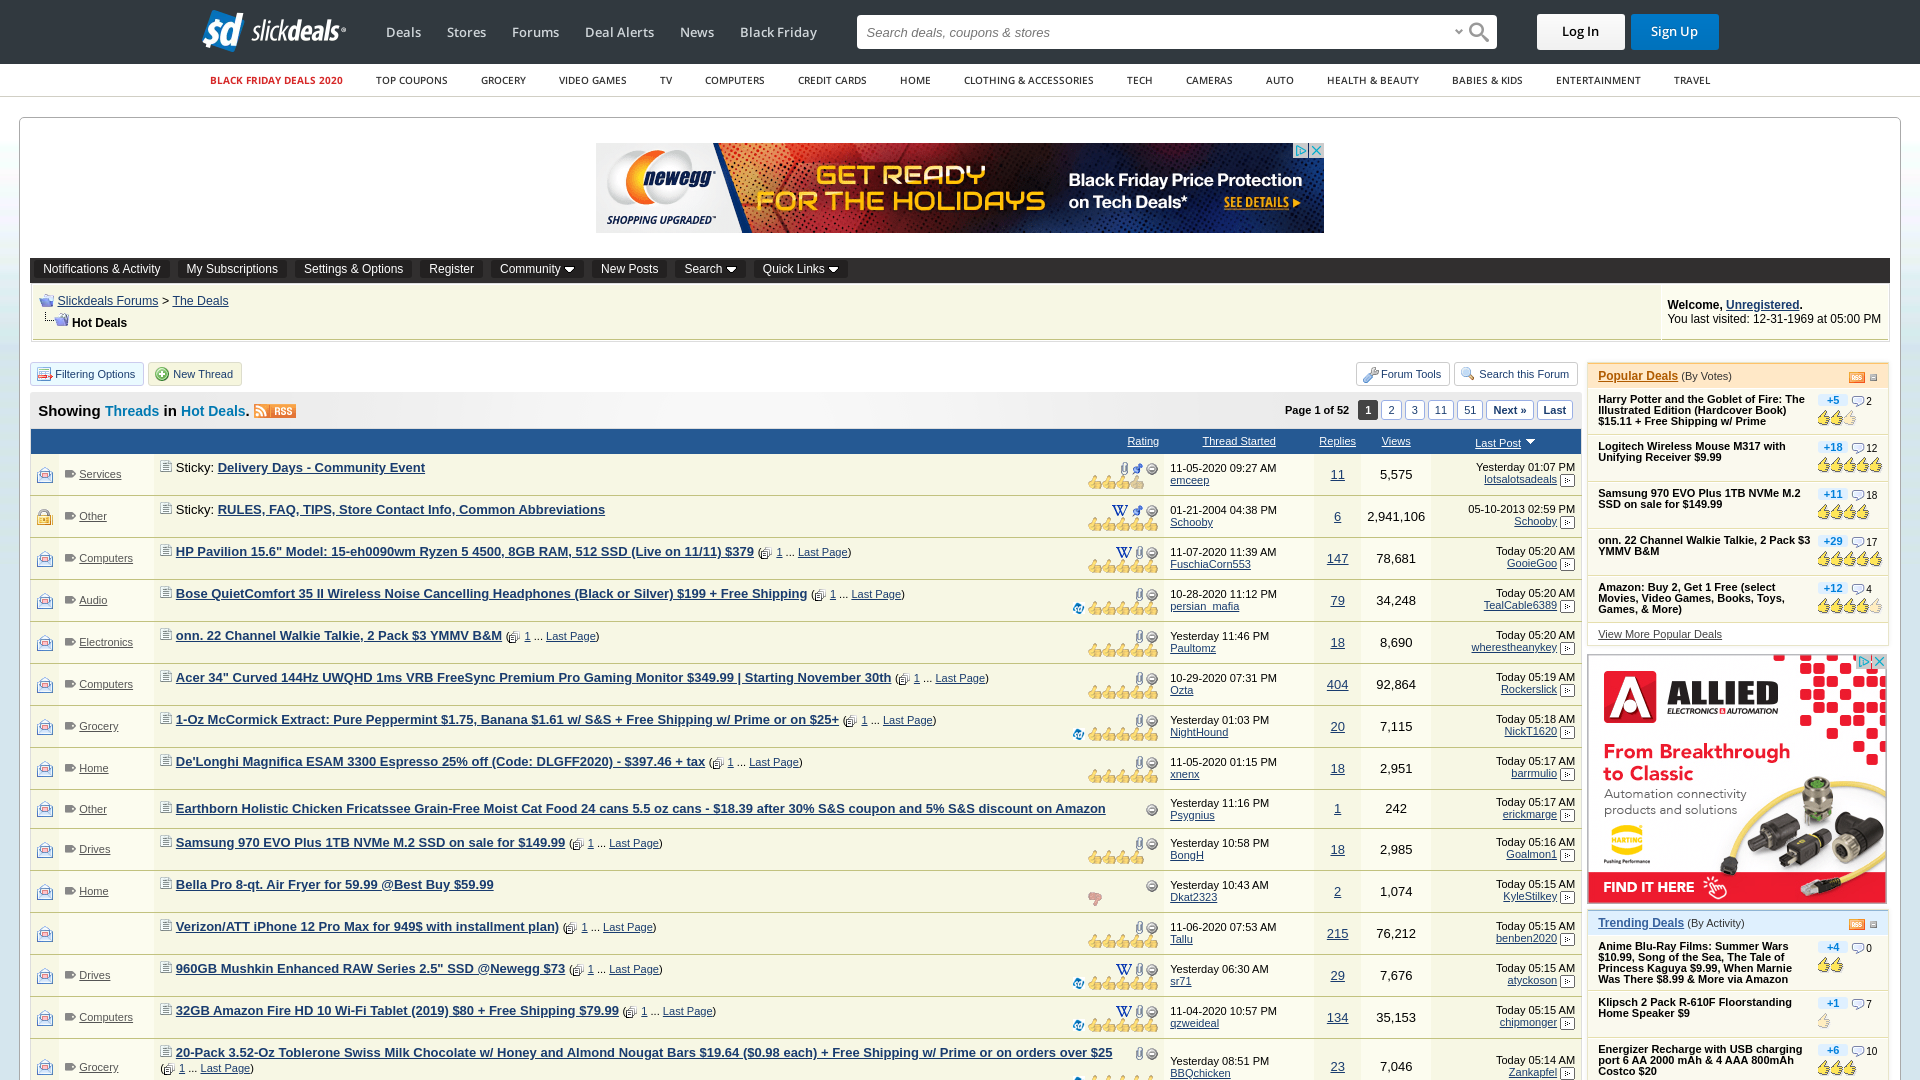 slickdeals
Deals Stores Forums Deal Alerts News Black Friday
Search deals, coupons & stores
Log In
Sign Up
BLACK FRIDAY DEALS 2020 TOP COUPONS GROCERY VIDEO GAMES TV COMPUTERS CREDIT CARDS HOME CLOTHING & ACCESSORIES TECH CAMERAS AUTO HEALTH & BEAUTY BABIES & KIDS ENTERTAINMENT TRAVEL
newegg
SHOPPING UPGRADED™
GET READY
FOR THE HOLIDAYS
Black Friday Price Protection
on Tech Deals*
SEE DETAILS
Notifications & Activity My Subscriptions Settings & Options Register Community New Posts Search Quick Links
Slickdeals Forums > The Deals
Hot Deals
Welcome, Unregistered.
You last visited: 12-31-1969 at 05:00 PM
Filtering Options New Thread
Forum Tools Search this Forum
Showing Threads in Hot Deals. RSS
Page 1 of 52 1 2 3 11 51 Next » Last
Rating Thread Started Replies Views Last Post
Services Sticky: Delivery Days - Community Event 11-05-2020 09:27 AM emceep 11 5,575 Yesterday 01:07 PM lotsalotsadeals
Other Sticky: RULES, FAQ, TIPS, Store Contact Info, Common Abbreviations 01-21-2004 04:38 PM Schooby 6 2,941,106 05-10-2013 02:59 PM Schooby
Computers HP Pavilion 15.6" Model: 15-eh0090wm Ryzen 5 4500, 8GB RAM, 512 SSD (Live on 11/11) $379 ( 1 ... Last Page) 11-07-2020 11:39 AM FuschiaCorn553 147 78,681 Today 05:20 AM GooieGoo
Audio Bose QuietComfort 35 II Wireless Noise Cancelling Headphones (Black or Silver) $199 + Free Shipping ( 1 ... Last Page) 10-28-2020 11:12 PM persian_mafia 79 34,248 Today 05:20 AM TealCable6389
Electronics onn. 22 Channel Walkie Talkie, 2 Pack $3 YMMV B&M ( 1 ... Last Page) Yesterday 11:46 PM Paultomz 18 8,690 Today 05:20 AM wherestheanykey
Computers Acer 34" Curved 144Hz UWQHD 1ms VRB FreeSync Premium Pro Gaming Monitor $349.99 | Starting November 30th ( 1 ... Last Page) 10-29-2020 07:31 PM Ozta 404 92,864 Today 05:19 AM Rockerslick
Grocery 1-Oz McCormick Extract: Pure Peppermint $1.75, Banana $1.61 w/ S&S + Free Shipping w/ Prime or on $25+ ( 1 ... Last Page) Yesterday 01:03 PM NightHound 20 7,115 Today 05:18 AM NickT1620
Home De'Longhi Magnifica ESAM 3300 Espresso 25% off (Code: DLGFF2020) - $397.46 + tax ( 1 ... Last Page) 11-05-2020 01:15 PM xnenx 18 2,951 Today 05:17 AM barrmulio
Other Earthborn Holistic Chicken Fricatssee Grain-Free Moist Cat Food 24 cans 5.5 oz cans - $18.39 after 30% S&S coupon and 5% S&S discount on Amazon Yesterday 11:16 PM Psygnius 1 242 Today 05:17 AM erickmarge
Drives Samsung 970 EVO Plus 1TB NVMe M.2 SSD on sale for $149.99 ( 1 ... Last Page) Yesterday 10:58 PM BongH 18 2,985 Today 05:16 AM Goalmon1
Home Bella Pro 8-qt. Air Fryer for 59.99 @Best Buy $59.99 Yesterday 10:43 AM Dkat2323 2 1,074 Today 05:15 AM KyleStilkey
Verizon/ATT iPhone 12 Pro Max for 949$ with installment plan) ( 1 ... Last Page) 11-06-2020 07:53 AM Tallu 215 76,212 Today 05:15 AM benben2020
Drives 960GB Mushkin Enhanced RAW Series 2.5" SSD @Newegg $73 ( 1 ... Last Page) Yesterday 06:30 AM sr71 29 7,676 Today 05:15 AM atyckoson
Computers 32GB Amazon Fire HD 10 Wi-Fi Tablet (2019) $80 + Free Shipping $79.99 ( 1 ... Last Page) 11-04-2020 10:57 PM qzweideal 134 35,153 Today 05:15 AM chipmonger
Grocery 20-Pack 3.52-Oz Toblerone Swiss Milk Chocolate w/ Honey and Almond Nougat Bars $19.64 ($0.98 each) + Free Shipping w/ Prime or on orders over $25 ( 1 ... Last Page) Yesterday 08:51 PM BBQchicken 23 7,046 Today 05:14 AM Zankapfel
Popular Deals (By Votes)
Harry Potter and the Goblet of Fire: The Illustrated Edition (Hardcover Book) $15.11 + Free Shipping w/ Prime +5 2
Logitech Wireless Mouse M317 with Unifying Receiver $9.99 +18 12
Samsung 970 EVO Plus 1TB NVMe M.2 SSD on sale for $149.99 +11 18
onn. 22 Channel Walkie Talkie, 2 Pack $3 YMMV B&M +29 17
Amazon: Buy 2, Get 1 Free (select Movies, Video Games, Books, Toys, Games, & More) +12 4
View More Popular Deals
ALLIED
ELECTRONICS & AUTOMATION
From Breakthrough
to Classic
Automation connectivity
products and solutions
HARTING
Pushing Performance
FIND IT HERE
Trending Deals (By Activity)
Anime Blu-Ray Films: Summer Wars $10.99, Song of the Sea, The Tale of Princess Kaguya $9.99, When Marnie Was There $8.99 & More via Amazon +4 0
Klipsch 2 Pack R-610F Floorstanding Home Speaker $9 +1 7
Energizer Recharge with USB charging port 6 AA 2000 mAh & 4 AAA 800mAh Costco $20 +6 10